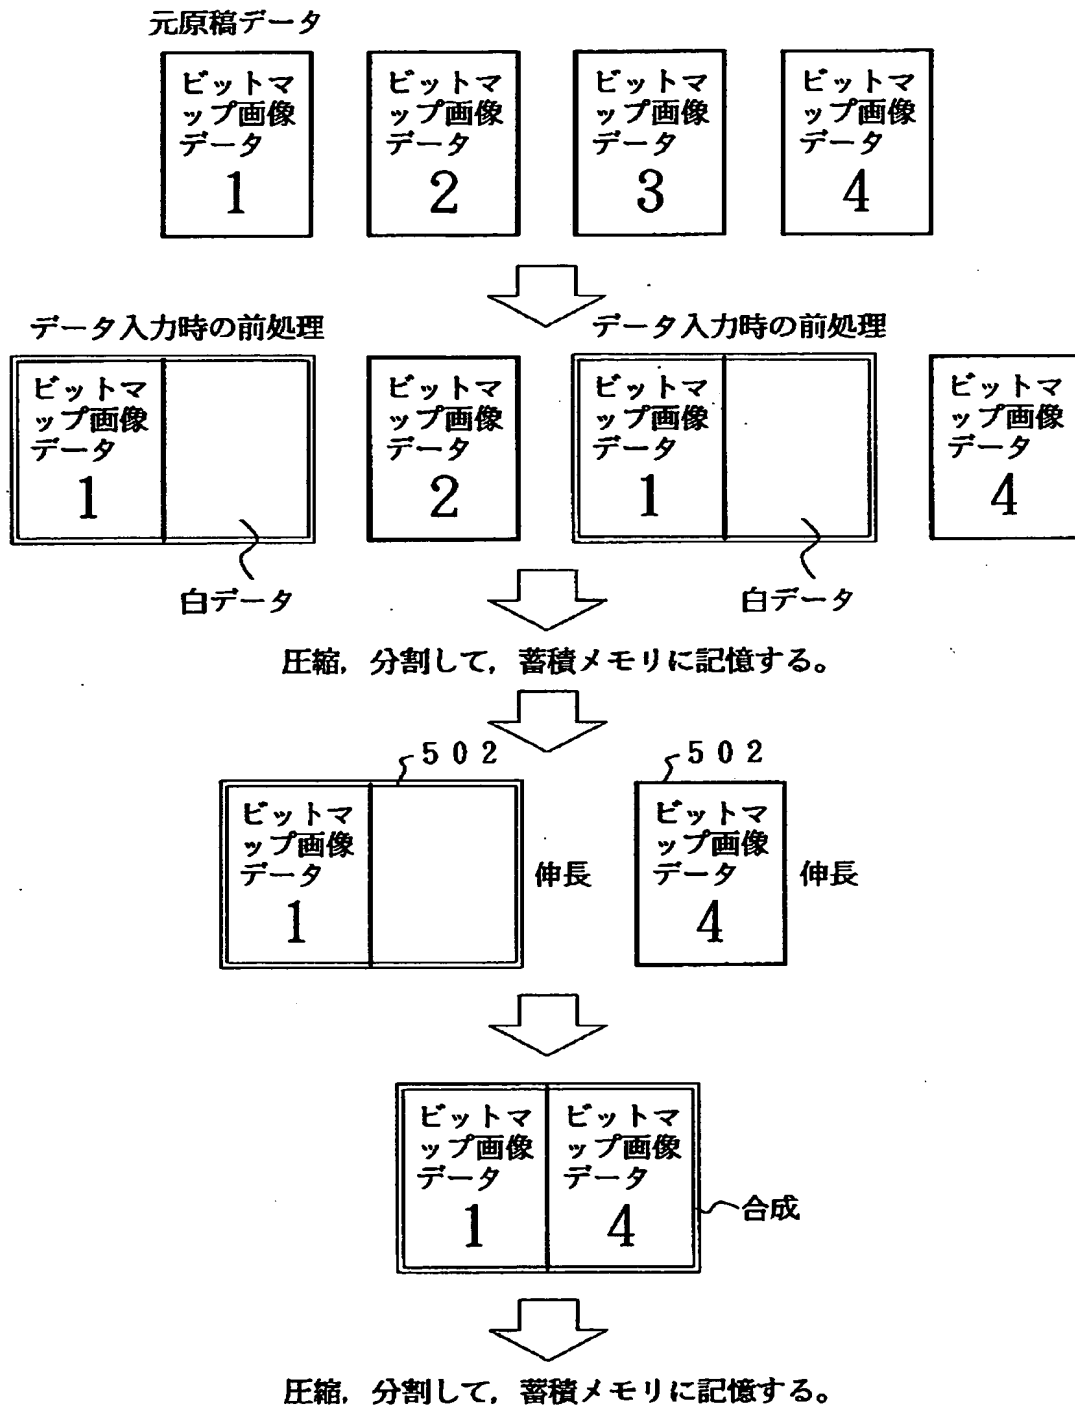 元原稿データ
ビットマ
ップ画像
データ
1
ビットマ
ップ画像
データ
2
ビットマ
ップ画像
データ
3
ビットマ
ップ画像
データ
4
データ入力時の前処理
データ入力時の前処理
ビットマ
ップ画像
データ
1
ビットマ
ップ画像
データ
2
ビットマ
ップ画像
データ
1
ビットマ
ップ画像
データ
4
白データ
白データ
圧縮,分割して,蓄積メモリに記憶する。
502
502
ビットマ
ップ画像
データ
1
伸長
ビットマ
ップ画像
データ
4
伸長
ビットマ
ップ画像
データ
1
ビットマ
ップ画像
データ
4
合成
圧縮,分割して,蓄積メモリに記憶する。